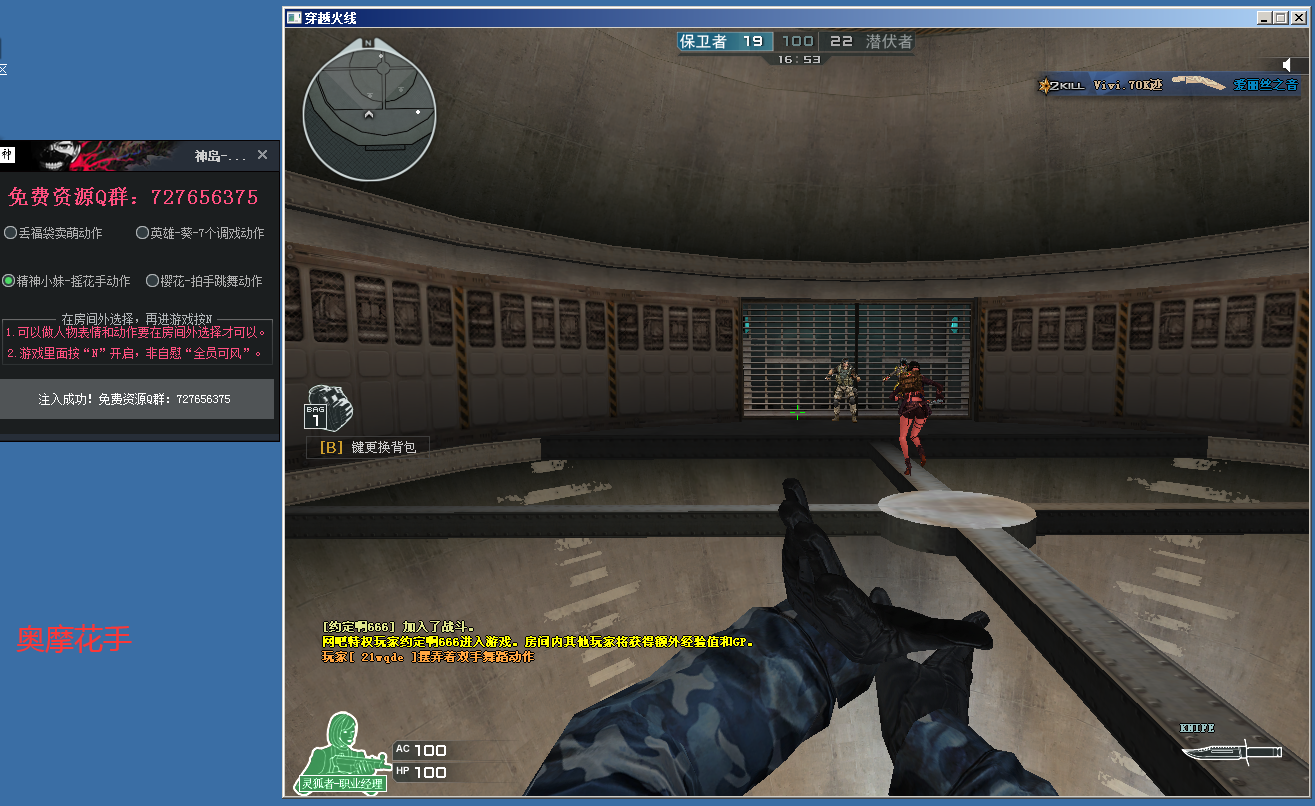 穿越火线
N
保卫者 19 100 22 潜伏者
16:53
2KILL Vivi.70K迹 爱丽丝之音
神岛-...
免费资源Q群：727656375
丢福袋卖萌动作 英雄-葵-7个调戏动作
精神小妹-摇花手动作 樱花-拍手跳舞动作
在房间外选择，再进游戏按N
1.可以做人物表情和动作要在房间外选择才可以。
2.游戏里面按“N”开启，非自慰“全员可风”。
注入成功！免费资源Q群：727656375
BAG
1
[B] 键更换背包
奥摩花手
[约定啊666] 加入了战斗。
网吧特权玩家约定啊666进入游戏。房间内其他玩家将获得额外经验值和GP。
玩家[ 21wqde ]摆弄着双手舞蹈动作
KNIFE
AC 100
HP 100
灵狐者-职业经理